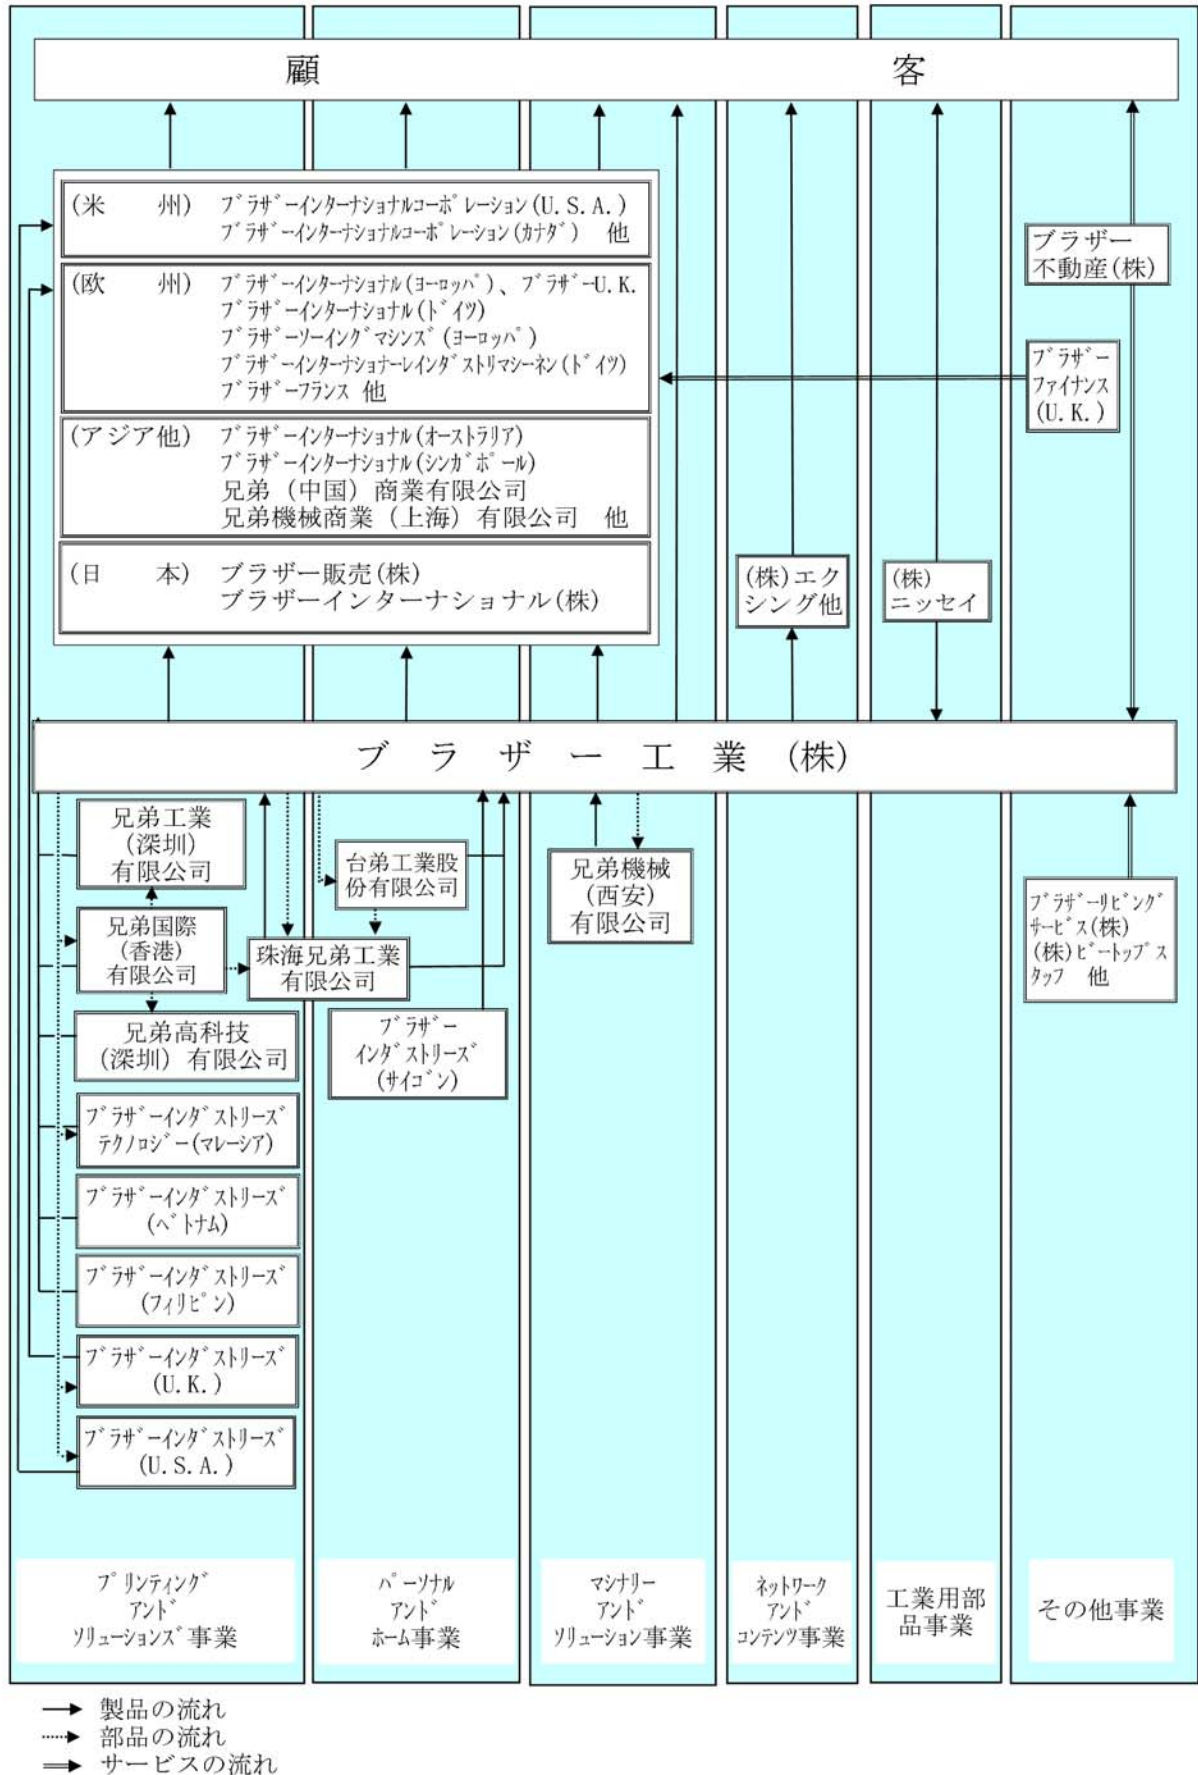 顧客
(米　州) ブラザーインターナショナルコーポレーション(U.S.A.)
ブラザーインターナショナルコーポレーション(カナダ) 他
(欧　州) ブラザーインターナショナル(ヨーロッパ)、ブラザーU.K.
ブラザーインターナショナル(ドイツ)
ブラザーソーイングマシンズ(ヨーロッパ)
ブラザーインターナショナーレインダストリマシーネン(ドイツ)
ブラザーフランス 他
(アジア他) ブラザーインターナショナル(オーストラリア)
ブラザーインターナショナル(シンガポール)
兄弟（中国）商業有限公司
兄弟機械商業（上海）有限公司 他
(日　本) ブラザー販売(株)
ブラザーインターナショナル(株)
ブラザー
不動産(株)
ブラザー
ファイナンス
(U.K.)
(株)エク
シング他
(株)
ニッセイ
ブラザー工業(株)
兄弟工業
(深圳)
有限公司
兄弟国際
(香港)
有限公司
兄弟高科技
(深圳) 有限公司
ブラザーインダストリーズ
テクノロジー(マレーシア)
ブラザーインダストリーズ
(ベトナム)
ブラザーインダストリーズ
(フィリピン)
ブラザーインダストリーズ
(U.K.)
ブラザーインダストリーズ
(U.S.A.)
珠海兄弟工業
有限公司
台弟工業股
份有限公司
ブラザー
インダストリーズ
(サイゴン)
兄弟機械
(西安)
有限公司
ブラザーリビング
サービス(株)
(株)ビートップス
タッフ 他
プリンティング
アンド
ソリューションズ事業
パーソナル
アンド
ホーム事業
マシナリー
アンド
ソリューション事業
ネットワーク
アンド
コンテンツ事業
工業用部
品事業
その他事業
製品の流れ
部品の流れ
サービスの流れ